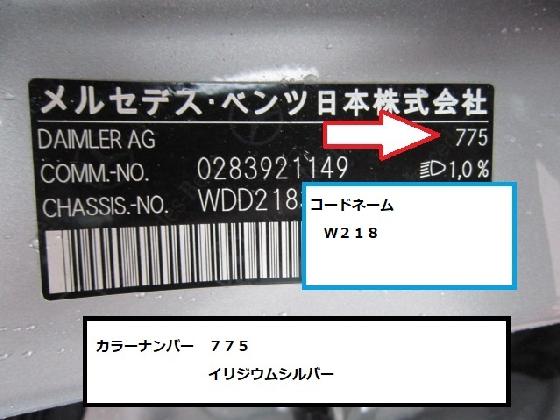 メルセデス・ベンツ日本株式会社
DAIMLER AG 775
COMM.-NO. 0283921149 1,0%
CHASSIS.-NO. WDD218
コードネーム
W218
カラーナンバー 775
イリジウムシルバー